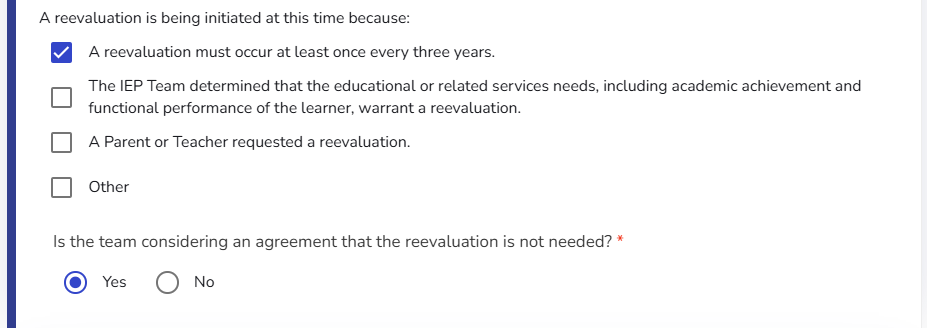 A reevaluation is being initiated at this time because:
A reevaluation must occur at least once every three years.
The IEP Team determined that the educational or related services needs, including academic achievement and
functional performance of the learner, warrant a reevaluation.
A Parent or Teacher requested a reevaluation.
Other
Is the team considering an agreement that the reevaluation is not needed? *
Yes No